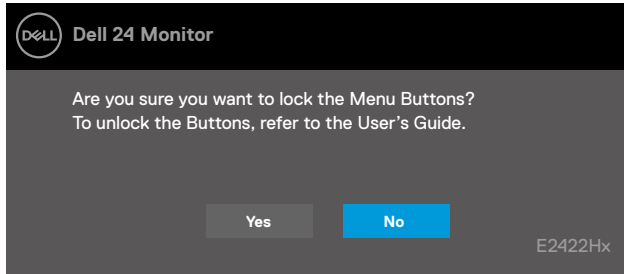 DELL Dell 24 Monitor
Are you sure you want to lock the Menu Buttons?
To unlock the Buttons, refer to the User’s Guide.
Yes No
E2422Hx